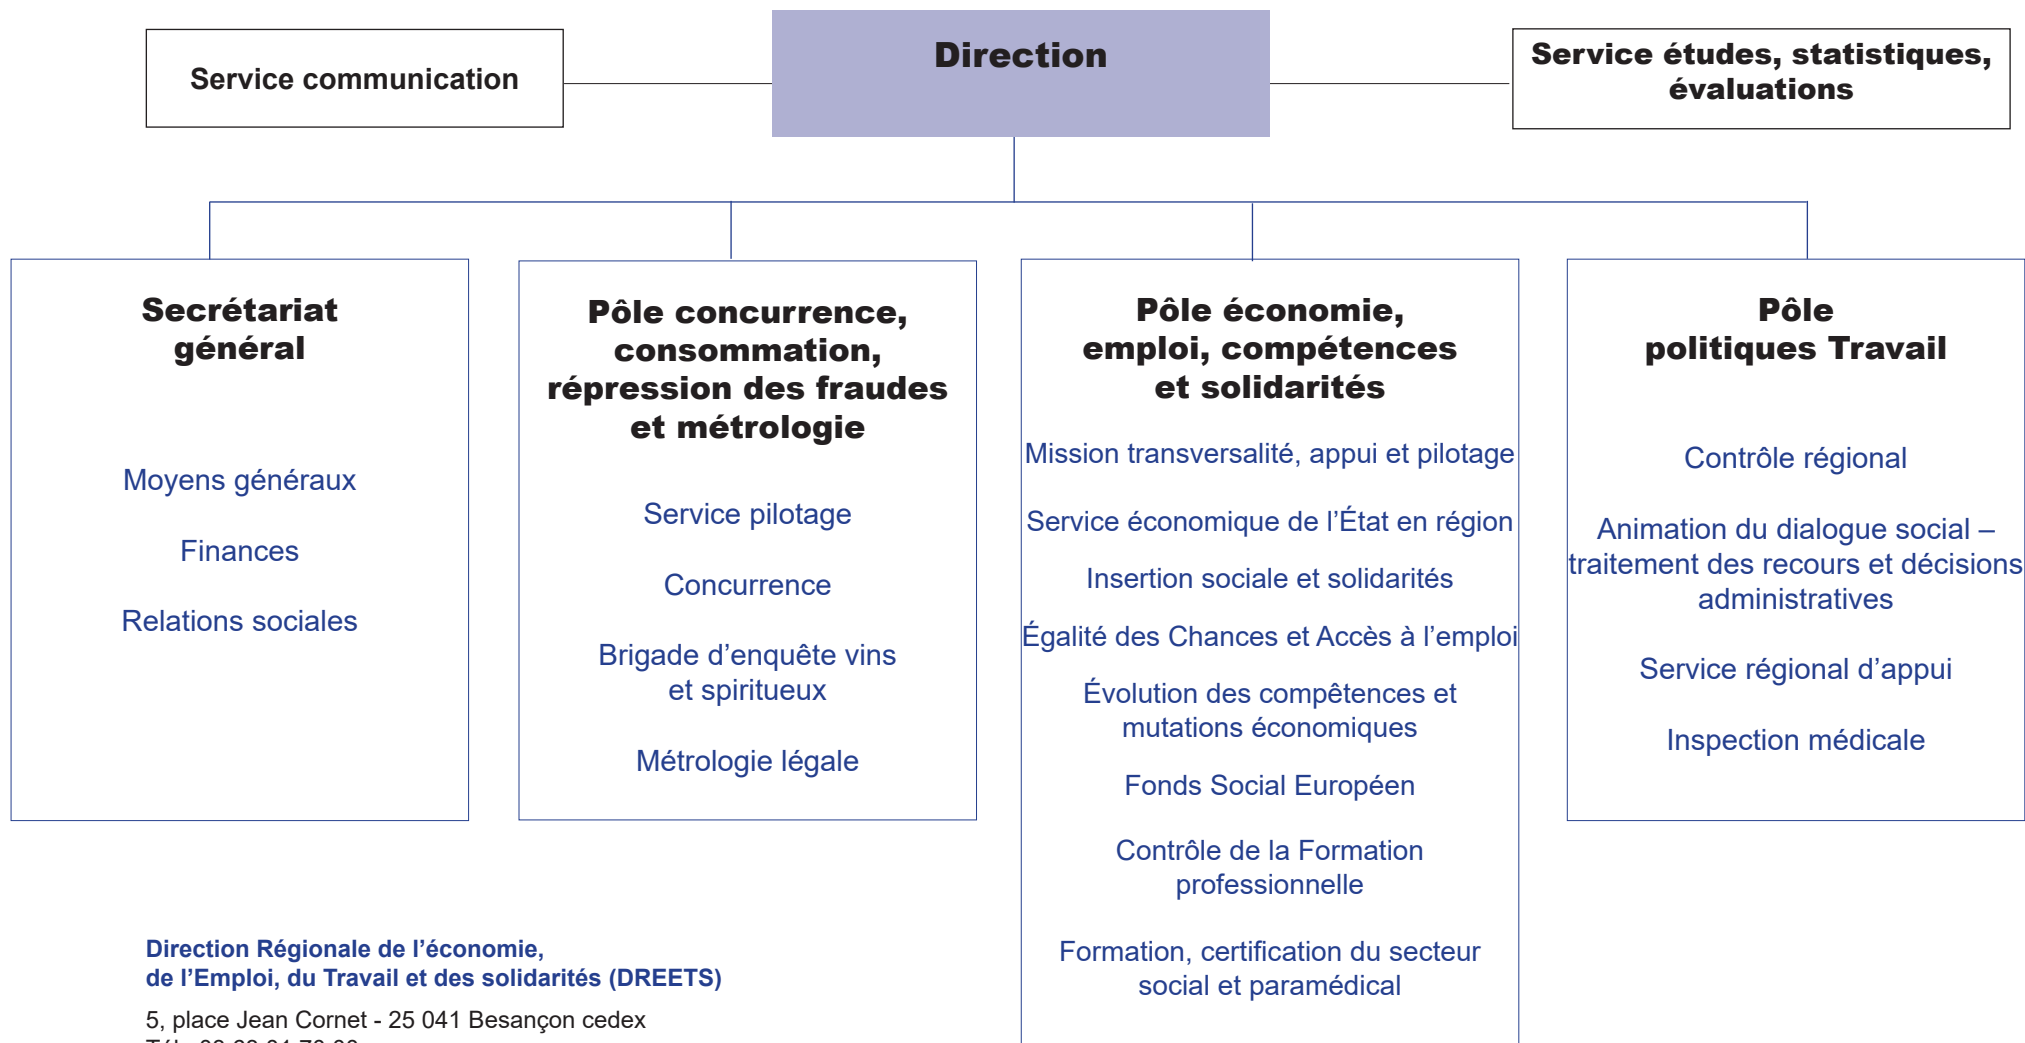 Service communication
Direction
Service études, statistiques,
évaluations
Secrétariat
général
Moyens généraux
Finances
Relations sociales
Pôle concurrence,
consommation,
répression des fraudes
et métrologie
Service pilotage
Concurrence
Brigade d’enquête vins
et spiritueux
Métrologie légale
Pôle économie,
emploi, compétences
et solidarités
Mission transversalité, appui et pilotage
Service économique de l’État en région
Insertion sociale et solidarités
Égalité des Chances et Accès à l’emploi
Évolution des compêtences et
mutations économiques
Fonds Social Européen
Contrôle de la Formation
professionnelle
Formation, certification du secteur
social et paramédical
Pôle
politiques Travail
Contrôle régional
Animation du dialogue social –
traitement des recours et décisions
administratives
Service régional d’appui
Inspection médicale
Direction Régionale de l’économie,
de l’Emploi, du Travail et des solidarités (DREETS)
5, place Jean Cornet - 25 041 Besançon cedex